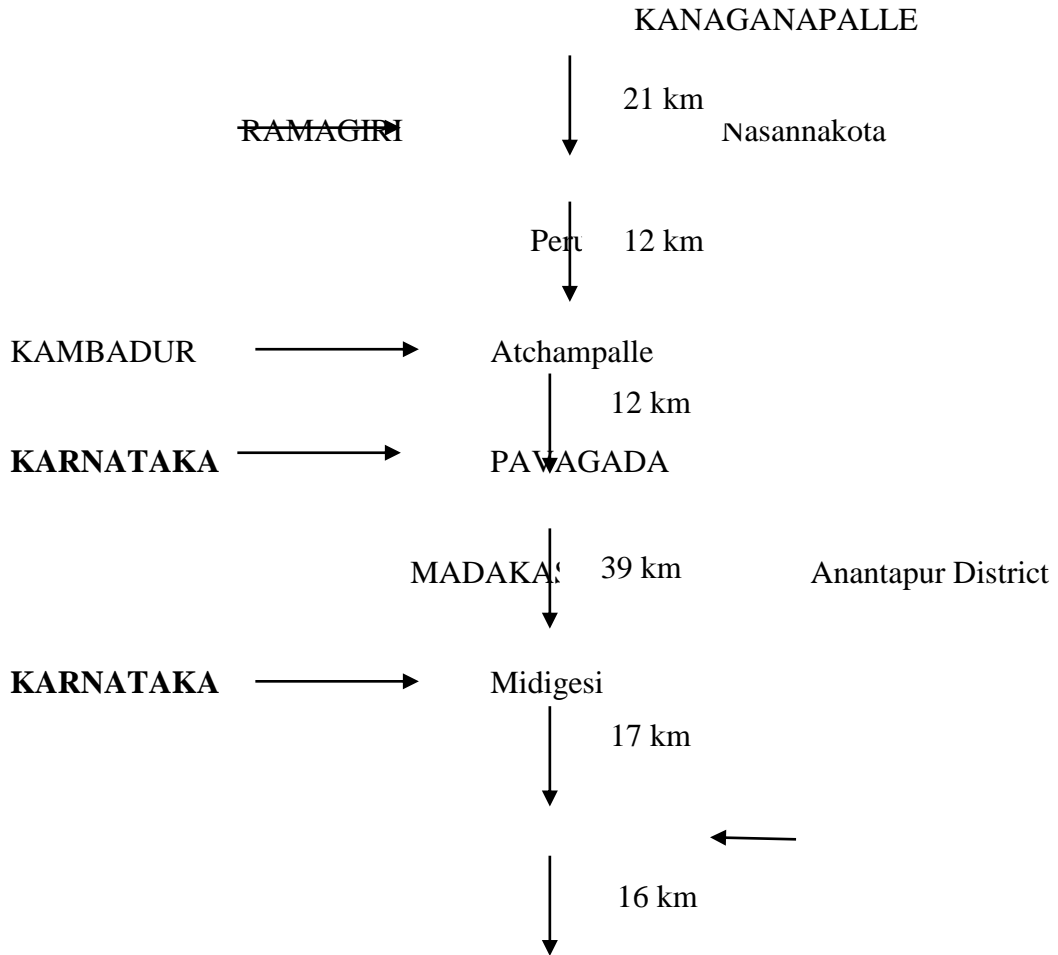 KANAGANAPALLE
21 km
RAMAGIRI Nasannakota
12 km
KAMBADUR Atchampalle
12 km
KARNATAKA PAVAGADA
39 km Anantapur District
KARNATAKA Midigesi
17 km
16 km